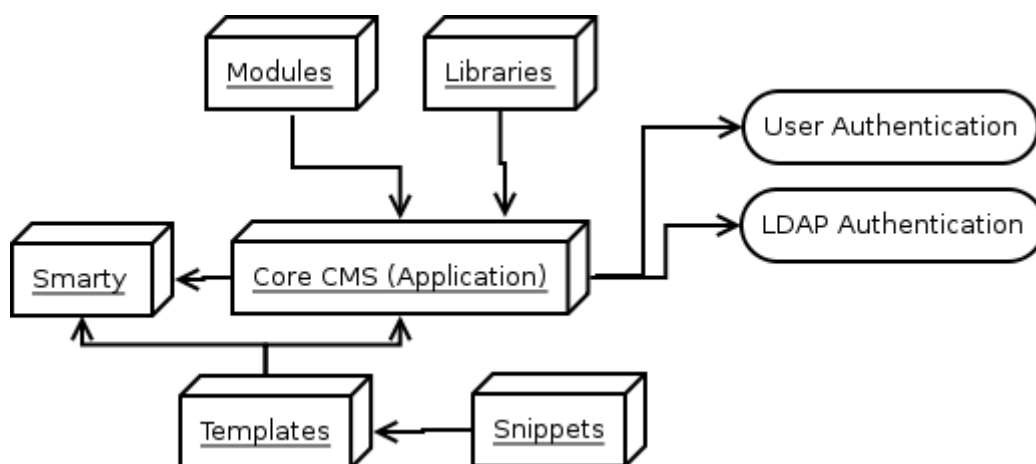 Modules
Libraries
User Authentication
LDAP Authentication
Smarty
Core CMS (Application)
Templates
Snippets